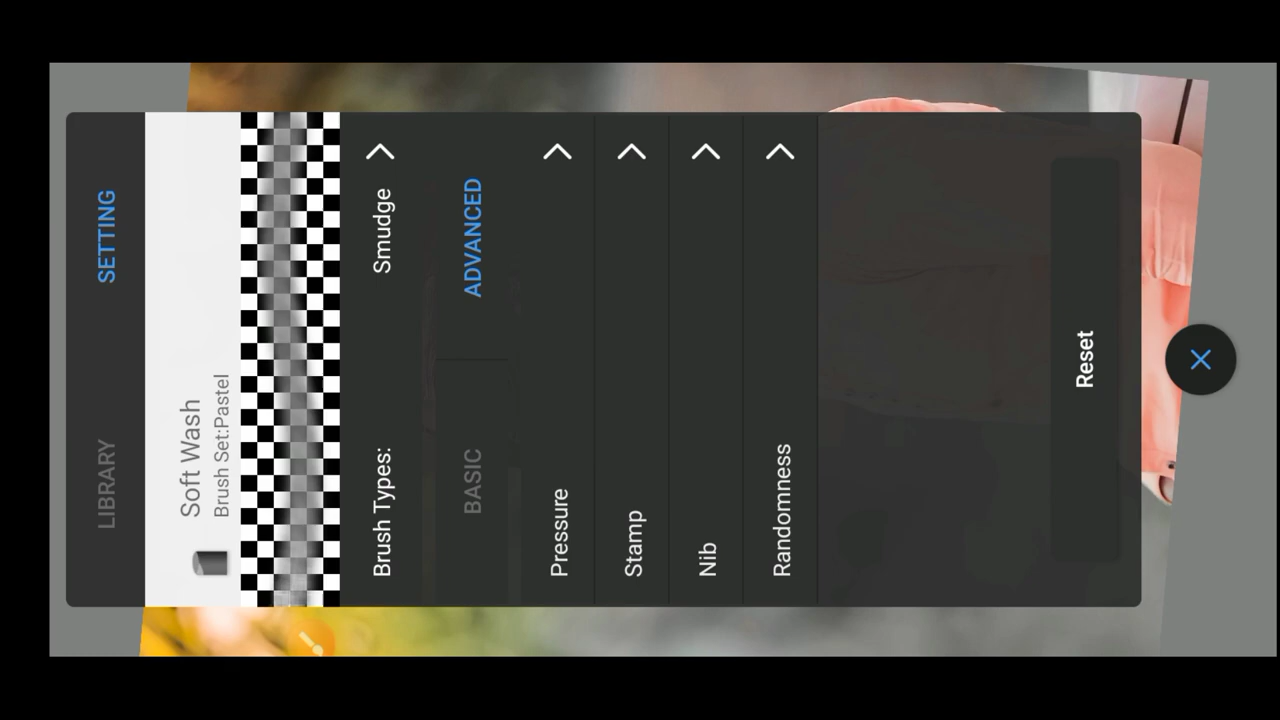 LIBRARY
SETTING
Soft Wash
Brush Set:Pastel
Brush Types:
Smudge
BASIC
ADVANCED
Pressure
Stamp
Nib
Randomness
Reset